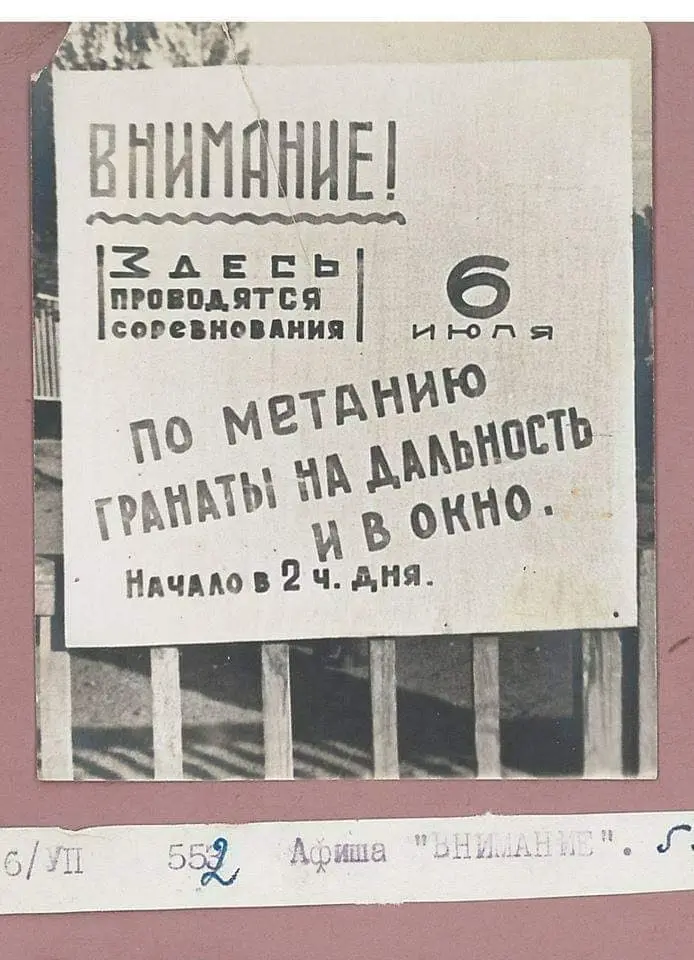 ВНИМАНИЕ!
ЗДЕСЬ
ПРОВОДЯТСЯ
СОРЕВНОВАНИЯ
6
ИЮЛЯ
ПО МЕТАНИЮ
ГРАНАТЫ НА ДАЛЬНОСТЬ
И В ОКНО.
НАЧАЛО В 2 Ч. ДНЯ.
6/УП 552 Афиша "ВНИМАНИЕ".